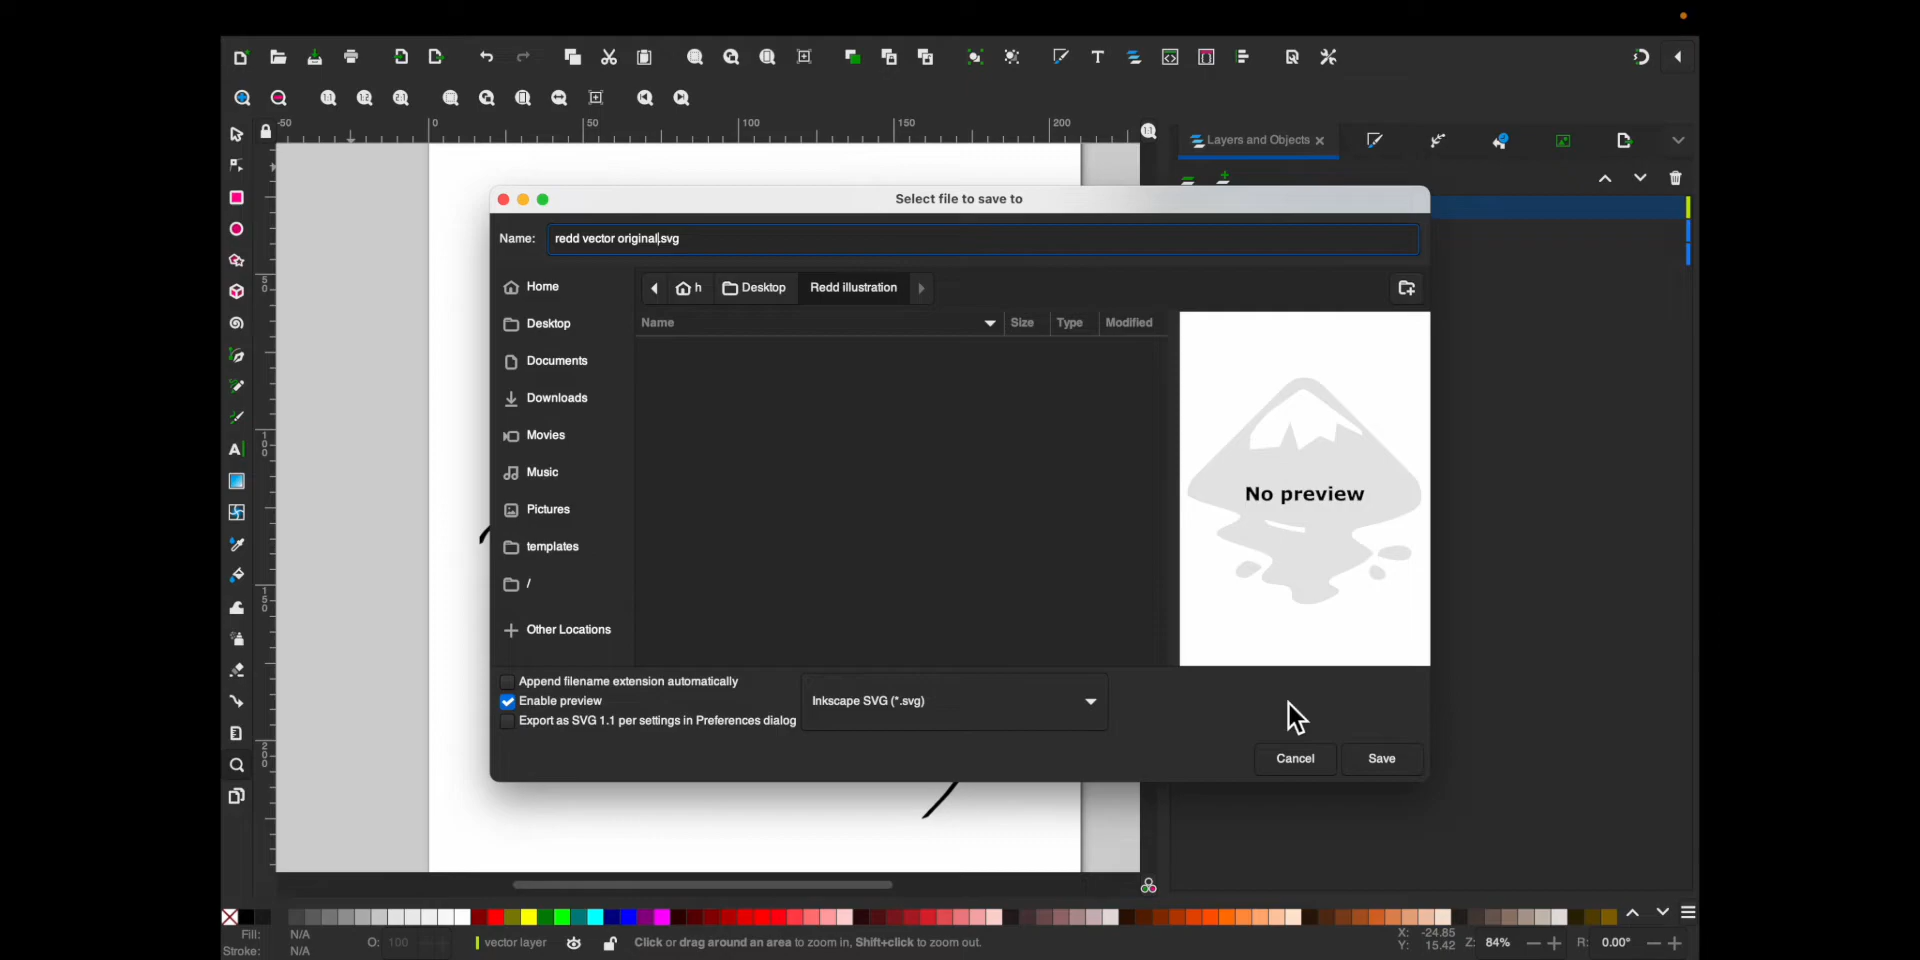 -50
0
50
100
150
200
Layers and Objects
Select file to save to
Name: redd vector original.svg
Home
h
Desktop
Redd illustration
Name
Size
Type
Modified
Desktop
Documents
Downloads
Movies
Music
Pictures
templates
/
Other Locations
No preview
Append filename extension automatically
Enable preview
Export as SVG 1.1 per settings in Preferences dialog
Inkscape SVG (*.svg)
Cancel
Save
50
100
150
200
Fill: N/A
Stroke: N/A
O: 100
vector layer
Click or drag around an area to zoom in, Shift+click to zoom out.
X: -24.85
Y: 15.42
Z: 84%
R: 0.00°